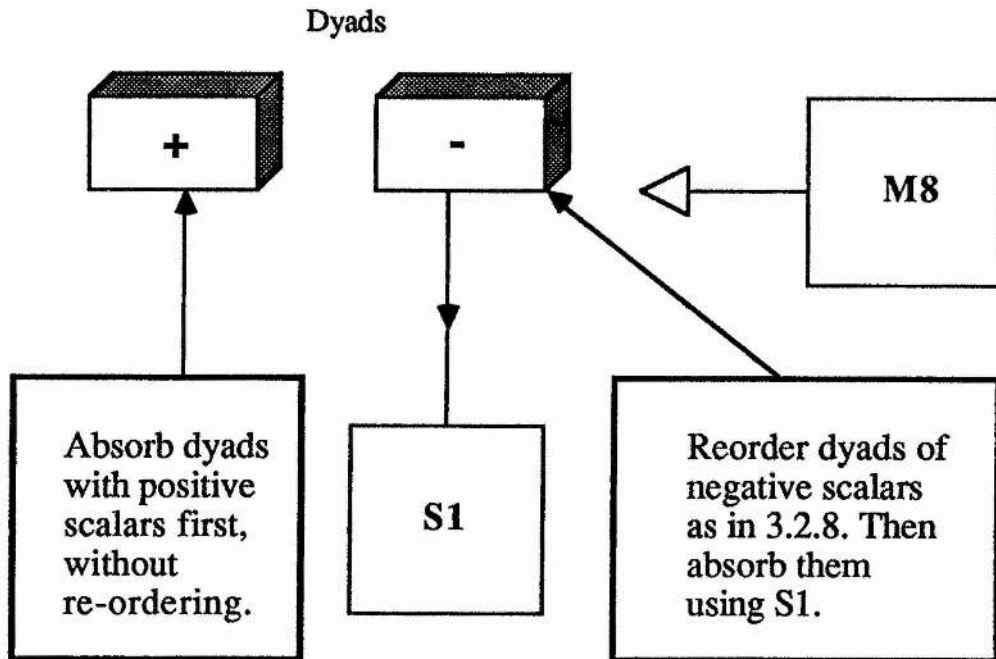 Dyads
+
-
M8
Absorb dyads
with positive
scalars first,
without
re-ordering.
S1
Reorder dyads of
negative scalars
as in 3.2.8. Then
absorb them
using S1.